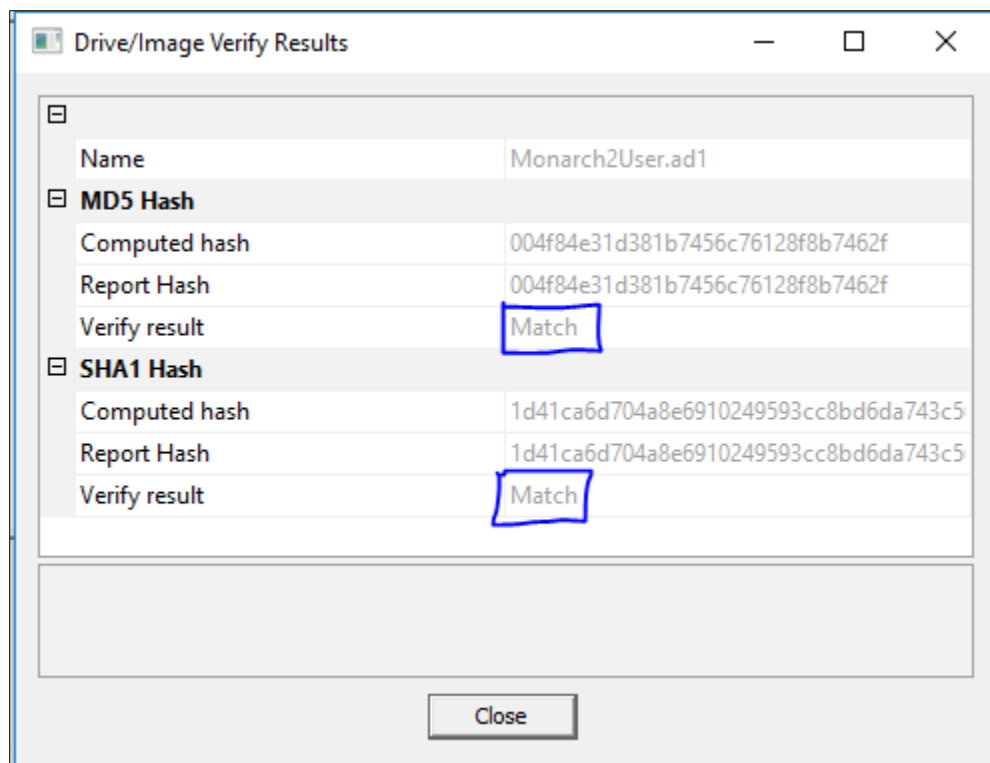 Drive/Image Verify Results
Name Monarch2User.ad1
MD5 Hash
Computed hash 004f84e31d381b7456c76128f8b7462f
Report Hash 004f84e31d381b7456c76128f8b7462f
Verify result Match
SHA1 Hash
Computed hash 1d41ca6d704a8e6910249593cc8bd6da743c5
Report Hash 1d41ca6d704a8e6910249593cc8bd6da743c5
Verify result Match
Close